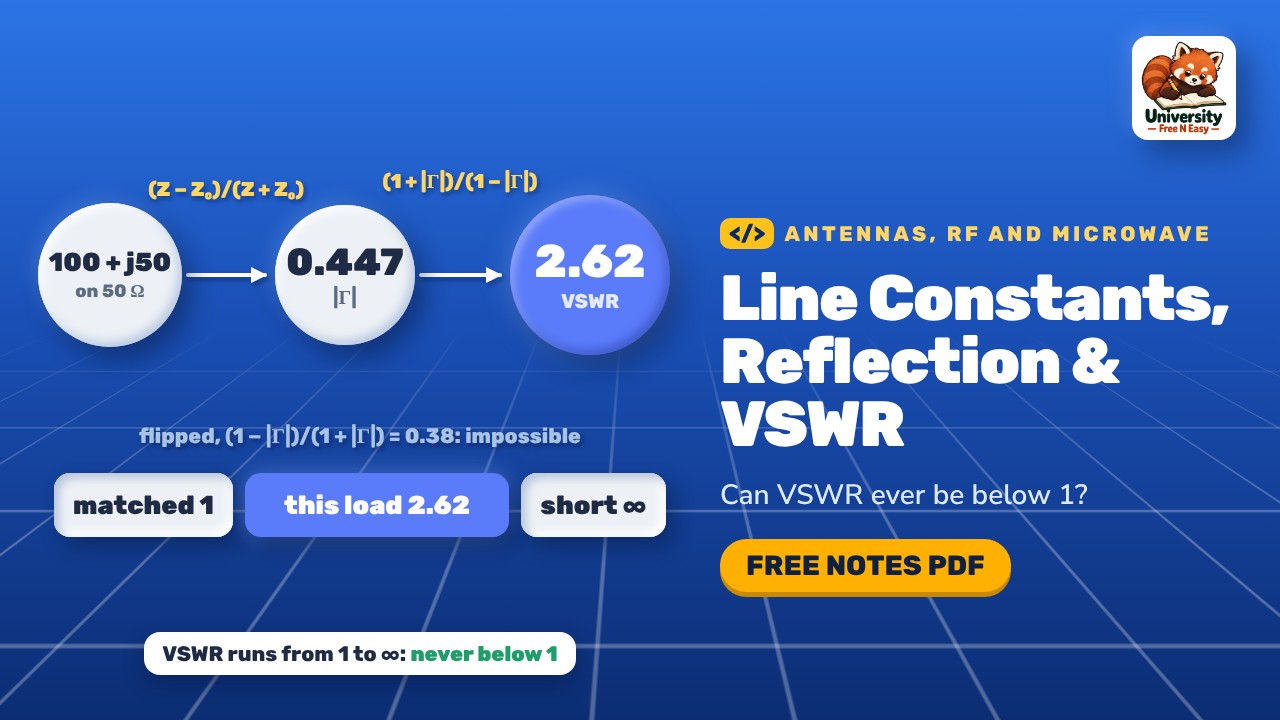 University
Free N Easy
(Z − Z₀)/(Z + Z₀)
(1 + |Γ|)/(1 − |Γ|)
100 + j50
on 50 Ω
0.447
|Γ|
2.62
VSWR
flipped, (1 − |Γ|)/(1 + |Γ|) = 0.38: impossible
matched 1
this load 2.62
short ∞
VSWR runs from 1 to ∞: never below 1
</> ANTENNAS, RF AND MICROWAVE
Line Constants,
Reflection &
VSWR
Can VSWR ever be below 1?
FREE NOTES PDF